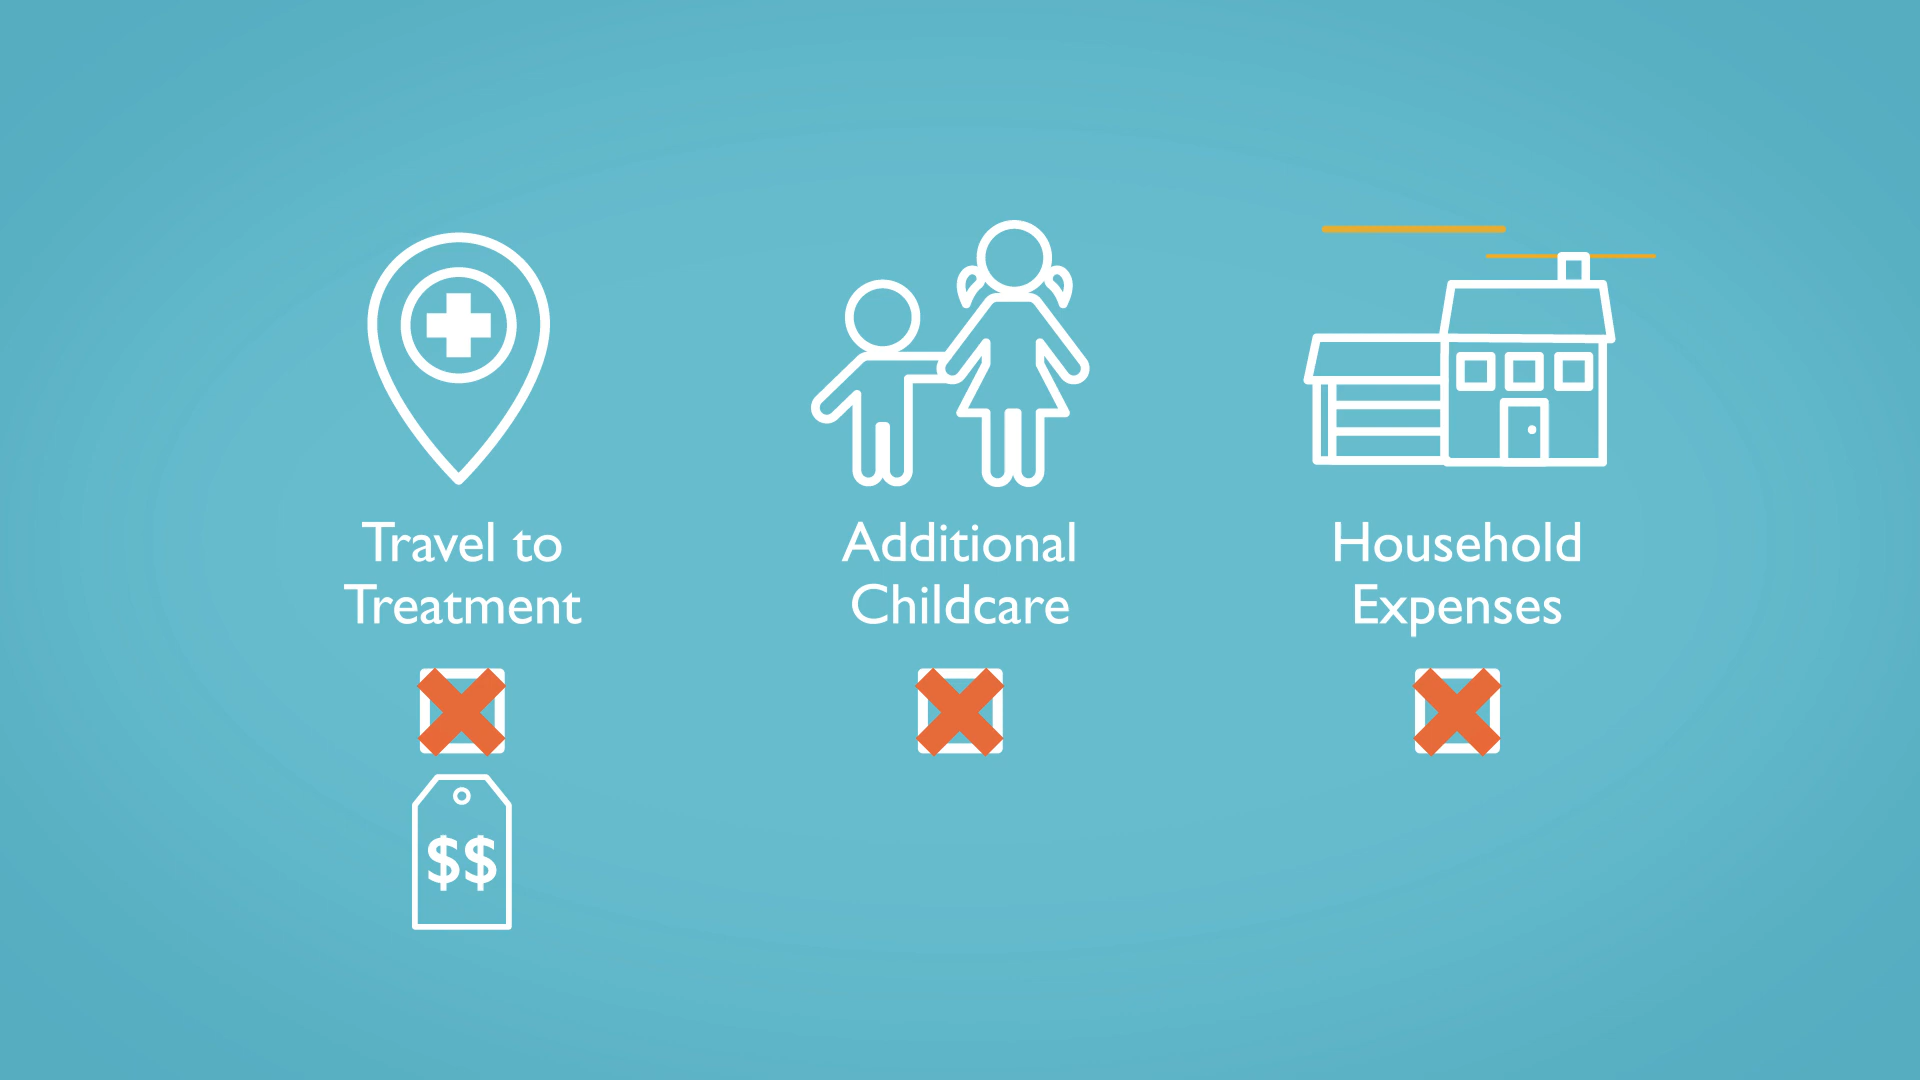 Travel to
Treatment
Additional
Childcare
Household
Expenses
$$